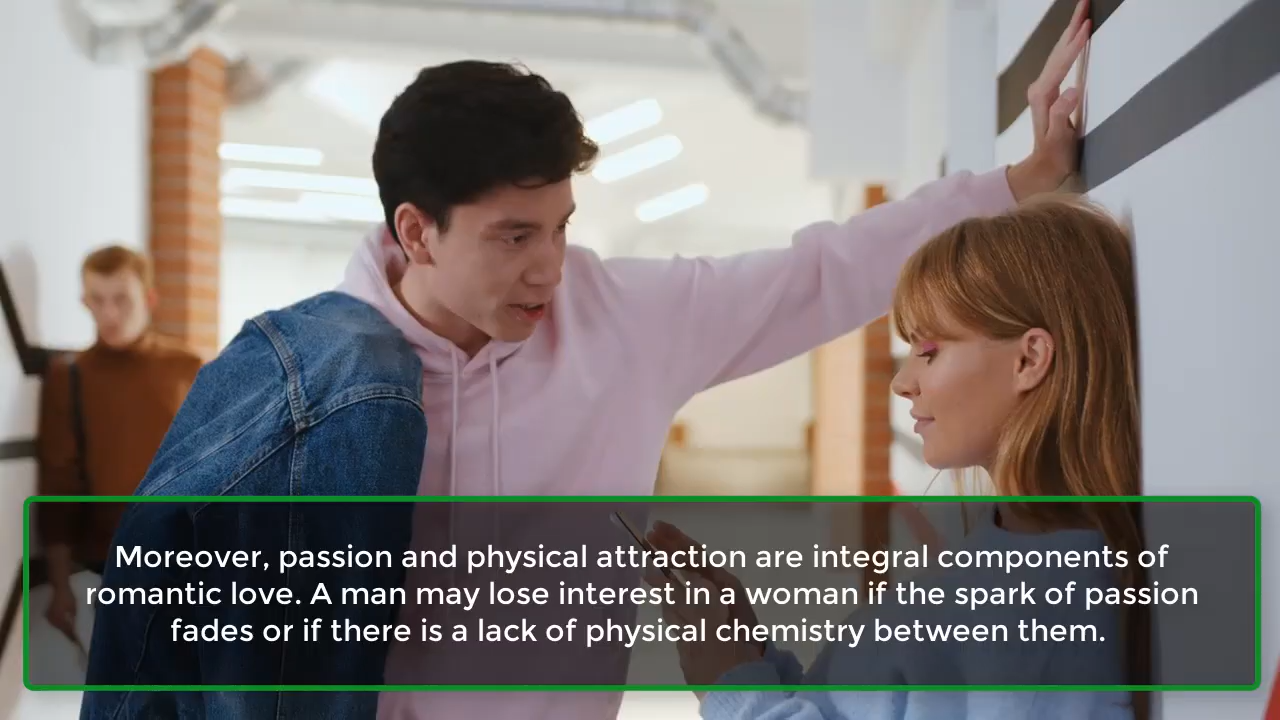 Moreover, passion and physical attraction are integral components of
romantic love. A man may lose interest in a woman if the spark of passion
fades or if there is a lack of physical chemistry between them.